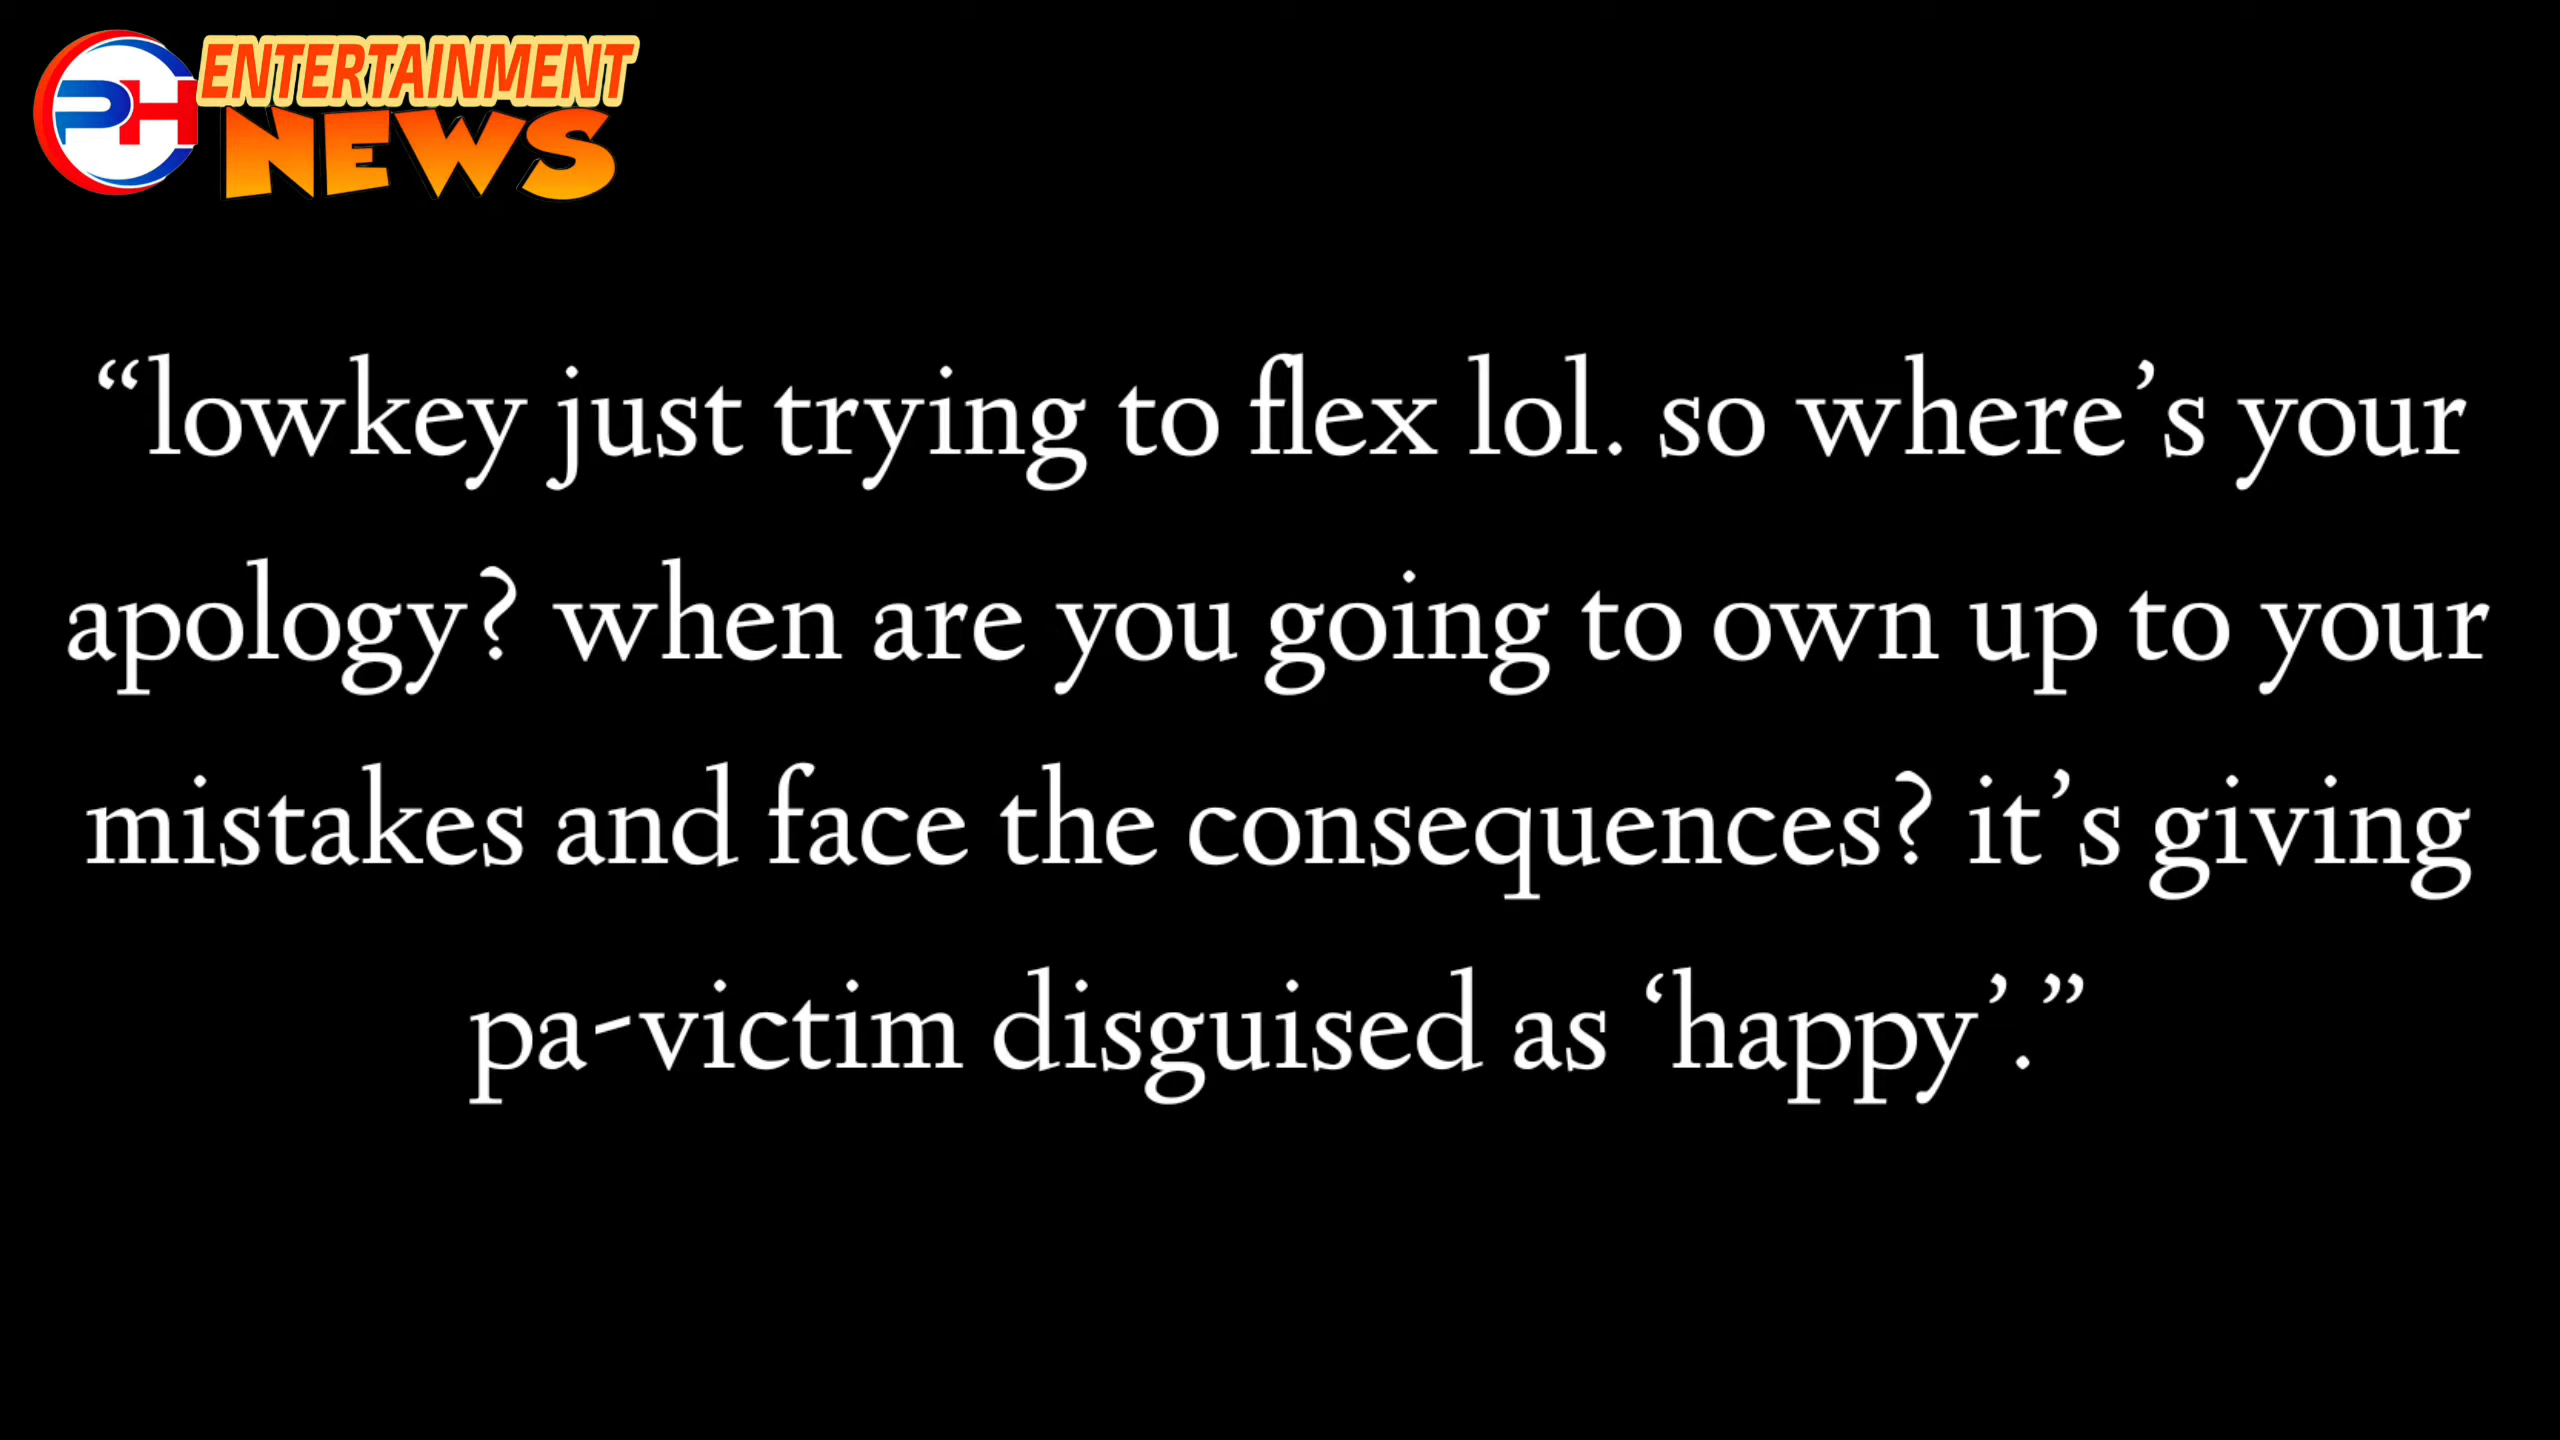 PH ENTERTAINMENT
NEWS
“lowkey just trying to flex lol. so where’s your
apology? when are you going to own up to your
mistakes and face the consequences? it’s giving
pa-victim disguised as ‘happy’.”